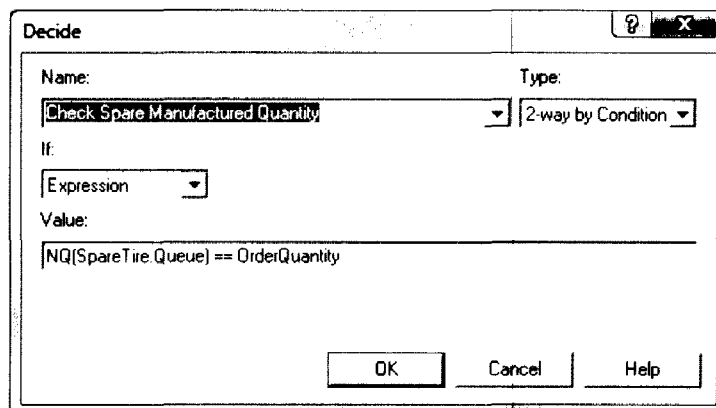 Decide
Name: Type:
Check Spare Manufactured Quantity 2-way by Condition
If:
Expression
Value:
NQ(SpareTire.Queue) == OrderQuantity
OK Cancel Help